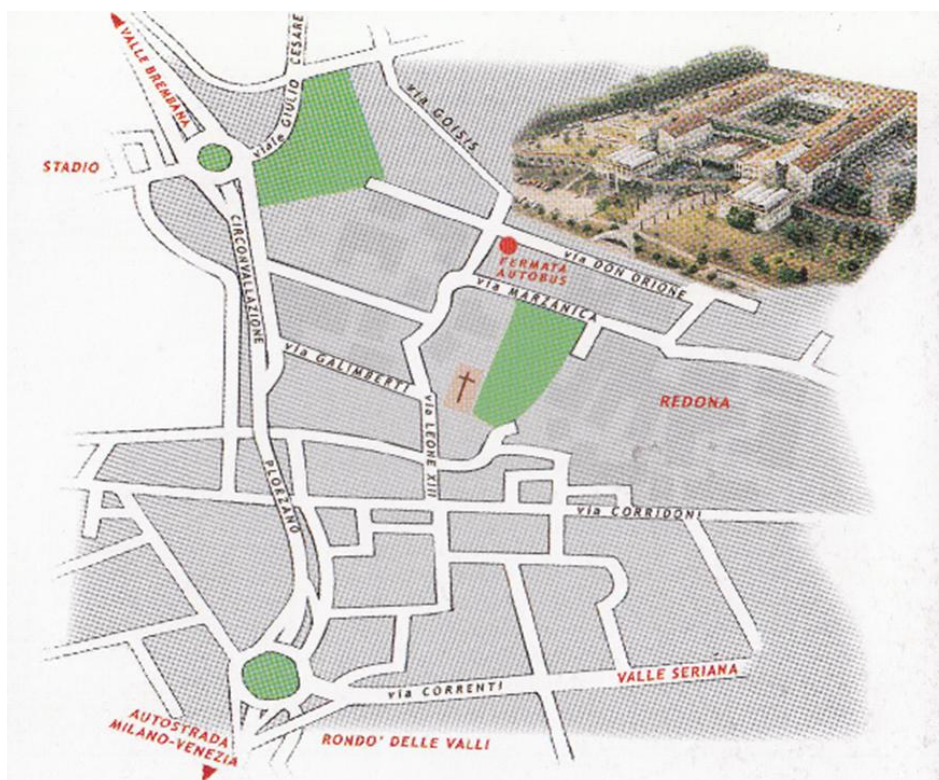 VALLE BREMBANA
viale GIULIO CESARE
via GOISIS
STADIO
CIRCONVALLAZIONE
FERMATA
AUTOBUS
via DON ORIONE
via MARZANICA
via GALIMBERTI
REDONA
via LEONE XIII
PLORZANO
via CORRIDONI
VALLE SERIANA
via CORRENTI
AUTOSTRADA
MILANO-VENEZIA
RONDO' DELLE VALLI